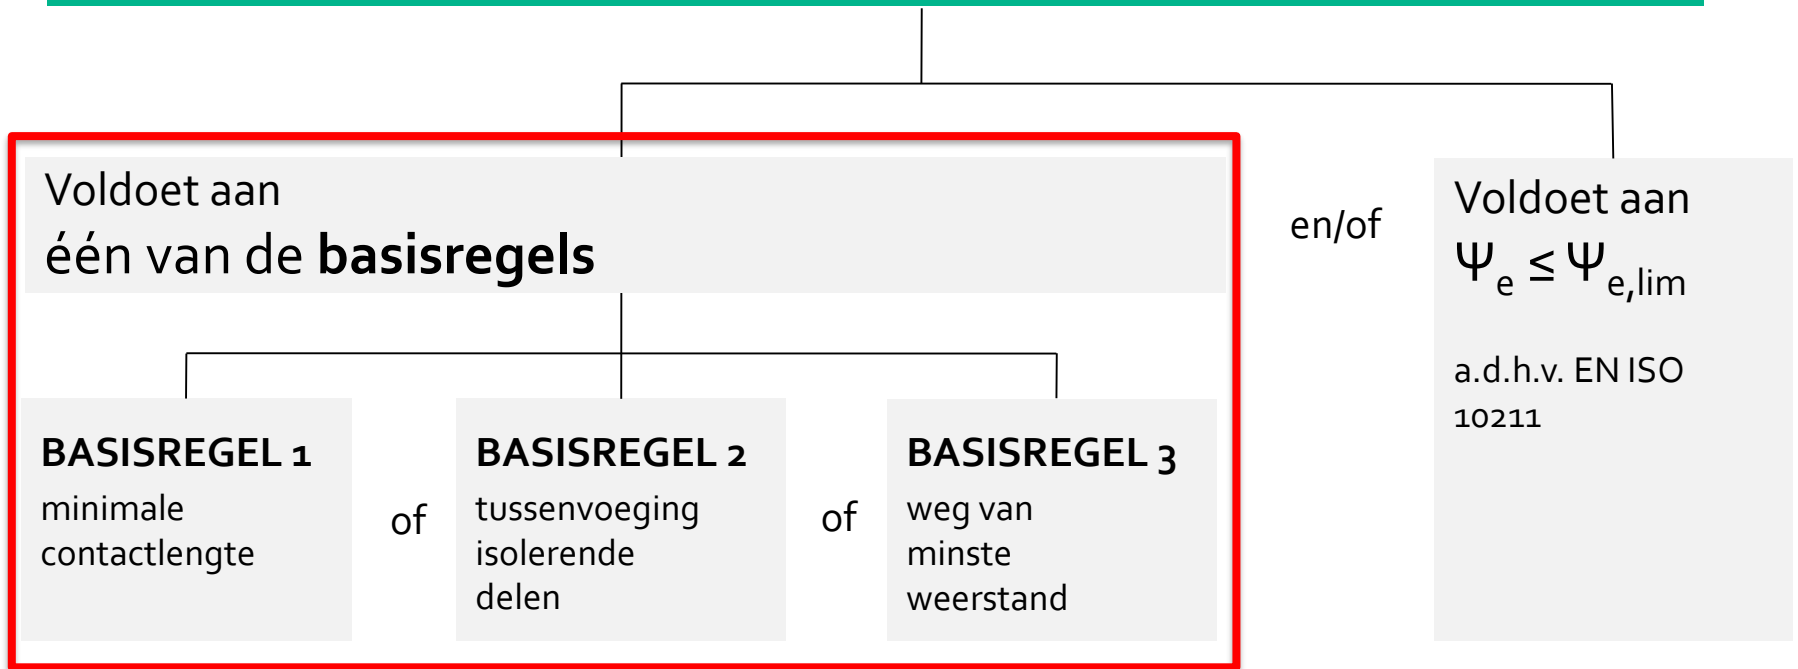 Voldoet aan
één van de basisregels
en/of
Voldoet aan
Ψe ≤ Ψe,lim
a.d.h.v. EN ISO
10211
BASISREGEL 1
minimale
contactlengte
of
BASISREGEL 2
tussenvoeging
isolerende
delen
of
BASISREGEL 3
weg van
minste
weerstand